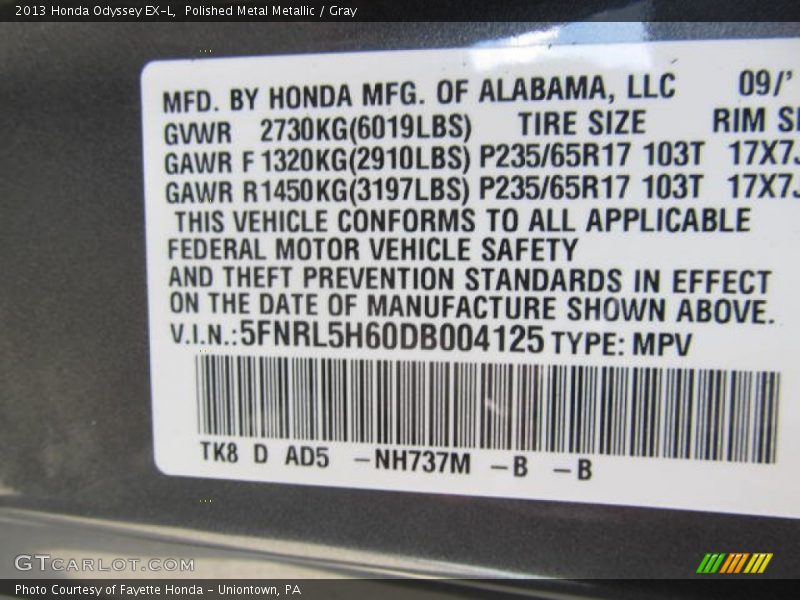 2013 Honda Odyssey EX-L, Polished Metal Metallic / Gray
MFD. BY HONDA MFG. OF ALABAMA, LLC 09/'
GVWR 2730KG(6019LBS) TIRE SIZE RIM SI
GAWR F 1320KG(2910LBS) P235/65R17 103T 17X7J
GAWR R1450KG(3197LBS) P235/65R17 103T 17X7J
THIS VEHICLE CONFORMS TO ALL APPLICABLE
FEDERAL MOTOR VEHICLE SAFETY
AND THEFT PREVENTION STANDARDS IN EFFECT
ON THE DATE OF MANUFACTURE SHOWN ABOVE.
V.I.N.:5FNRL5H60DB004125 TYPE: MPV
TK8 D AD5 -NH737M -B -B
GTCARLOT.COM
Photo Courtesy of Fayette Honda - Uniontown, PA